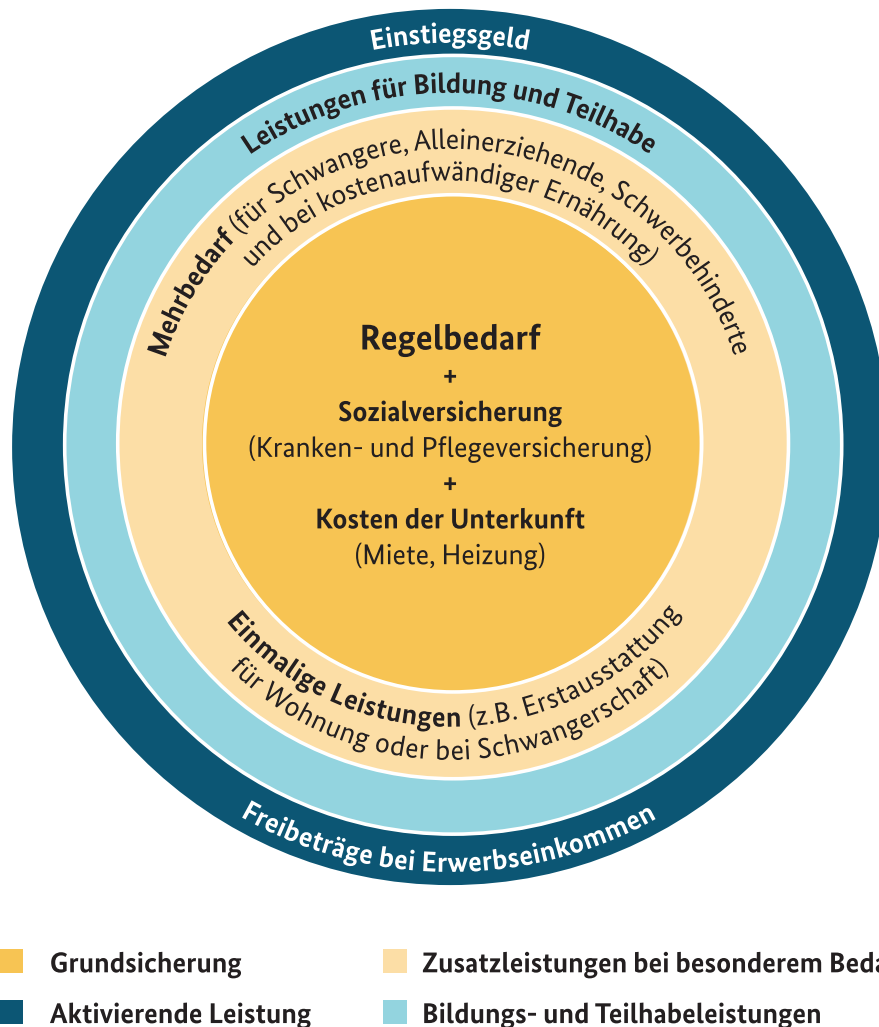 Einstiegsgeld
Leistungen für Bildung und Teilhabe
Mehrbedarf (für Schwangere, Alleinerziehende, Schwerbehinderte
und bei kostenaufwändiger Ernährung)
Regelbedarf
+
Sozialversicherung
(Kranken- und Pflegeversicherung)
+
Kosten der Unterkunft
(Miete, Heizung)
Einmalige Leistungen (z.B. Erstausstattung
für Wohnung oder bei Schwangerschaft)
Freibeträge bei Erwerbseinkommen
Grundsicherung
Zusatzleistungen bei besonderem
Aktivierende Leistung
Bildungs- und Teilhabeleistungen